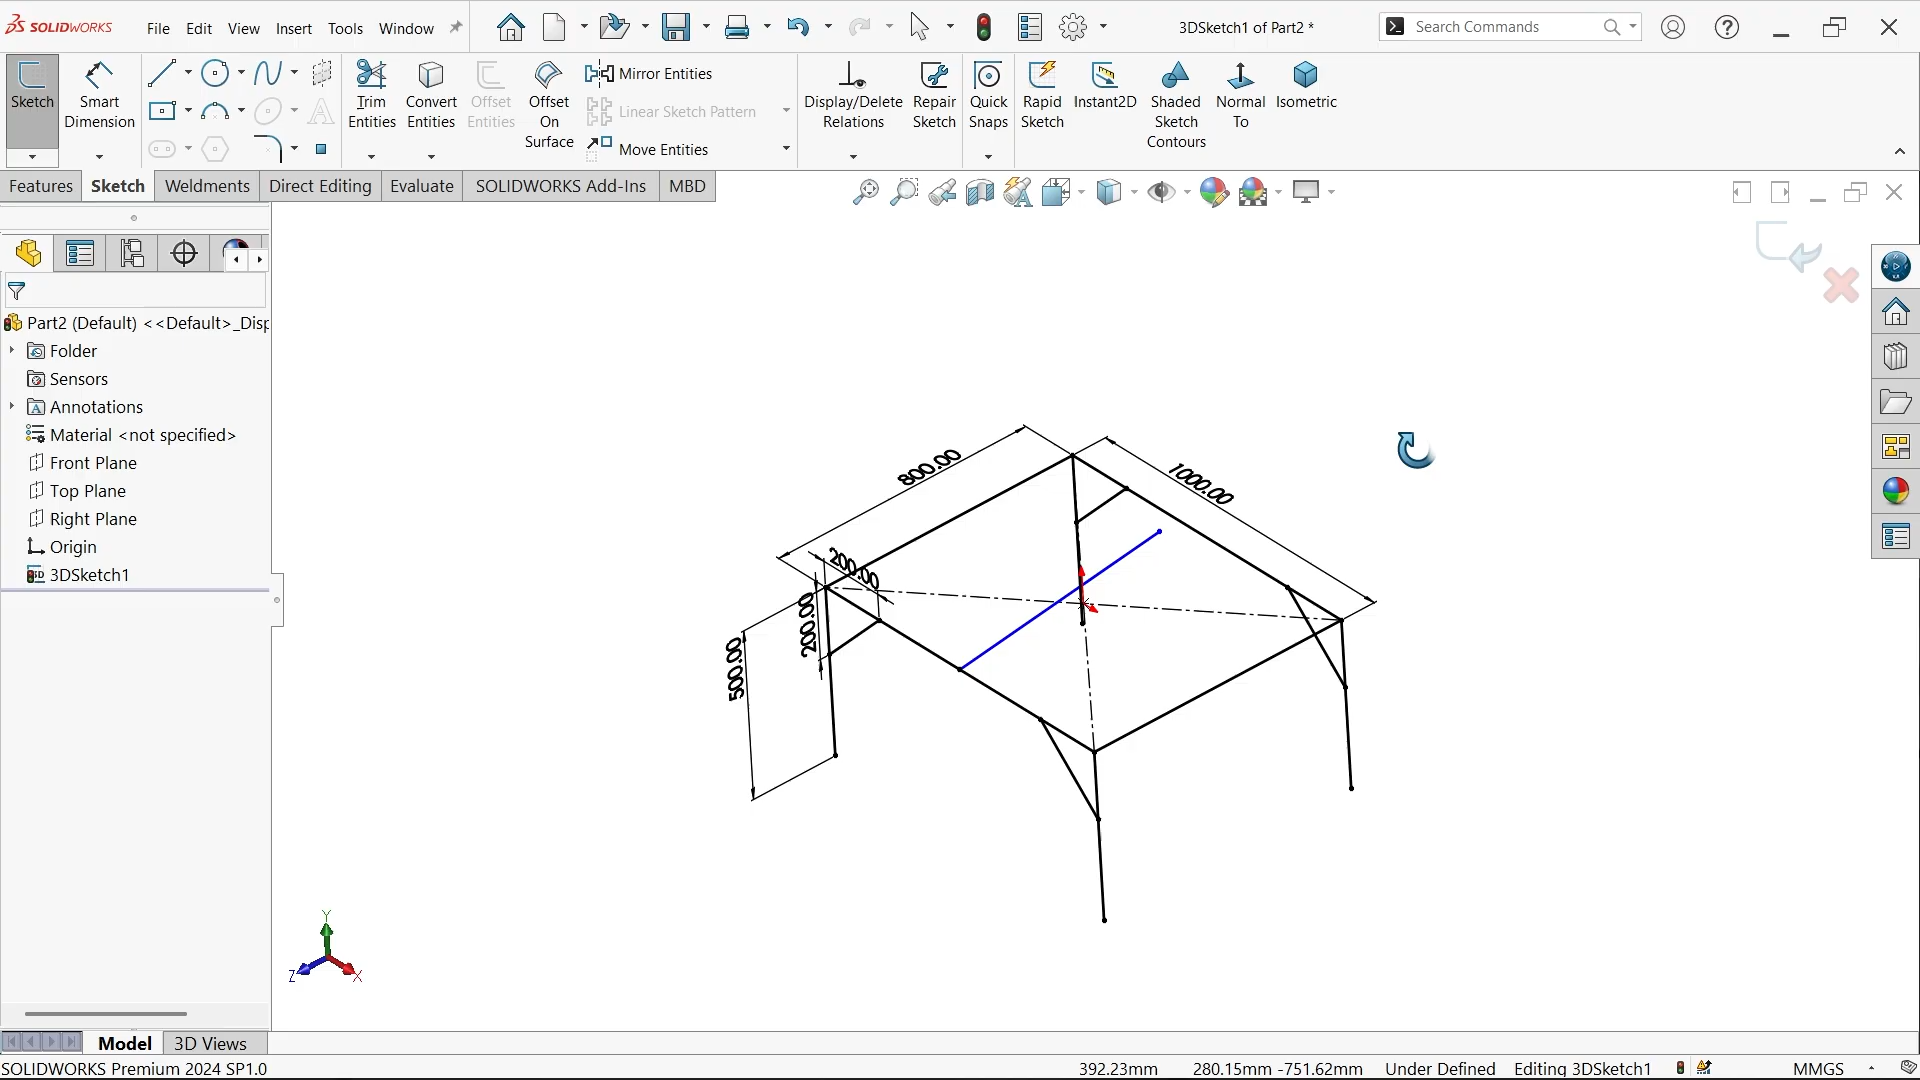 SOLIDWORKS
File Edit View Insert Tools Window
3DSketch1 of Part2 *
Search Commands
Sketch
Smart Dimension
Trim Entities
Convert Entities
Offset Entities
Offset On Surface
Mirror Entities
Linear Sketch Pattern
Move Entities
Display/Delete Relations
Repair Sketch
Quick Snaps
Rapid Sketch
Instant2D
Shaded Sketch Contours
Normal To
Isometric
Features Sketch Weldments Direct Editing Evaluate SOLIDWORKS Add-Ins MBD
Part2 (Default) <<Default>_Disp
Folder
Sensors
Annotations
Material <not specified>
Front Plane
Top Plane
Right Plane
Origin
3DSketch1
800.00
1000.00
200.00
200.00
500.00
Y
Z
X
Model 3D Views
SOLIDWORKS Premium 2024 SP1.0
392.23mm 280.15mm -751.62mm Under Defined Editing 3DSketch1 MMGS